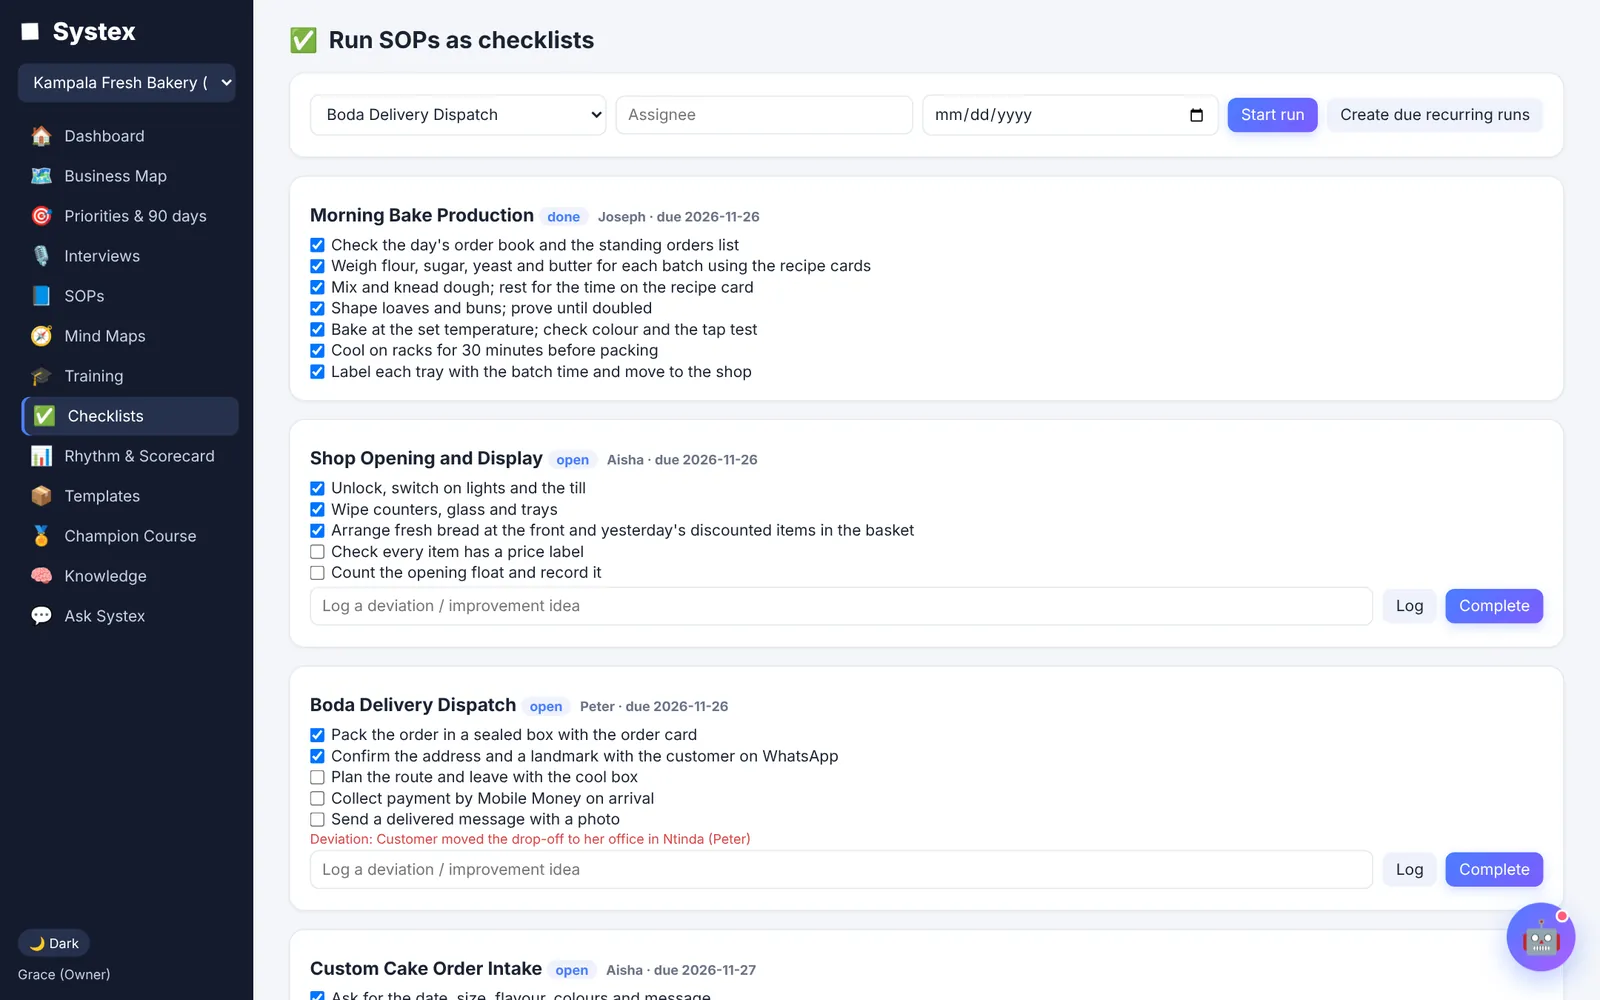 Systex
Kampala Fresh Bakery (
Dashboard
Business Map
Priorities & 90 days
Interviews
SOPs
Mind Maps
Training
Checklists
Rhythm & Scorecard
Templates
Champion Course
Knowledge
Ask Systex
Dark
Grace (Owner)
Run SOPs as checklists
Boda Delivery Dispatch
Assignee
mm/dd/yyyy
Start run
Create due recurring runs
Morning Bake Production done Joseph · due 2026-11-26
Check the day's order book and the standing orders list
Weigh flour, sugar, yeast and butter for each batch using the recipe cards
Mix and knead dough; rest for the time on the recipe card
Shape loaves and buns; prove until doubled
Bake at the set temperature; check colour and the tap test
Cool on racks for 30 minutes before packing
Label each tray with the batch time and move to the shop
Shop Opening and Display open Aisha · due 2026-11-26
Unlock, switch on lights and the till
Wipe counters, glass and trays
Arrange fresh bread at the front and yesterday's discounted items in the basket
Check every item has a price label
Count the opening float and record it
Log a deviation / improvement idea
Log
Complete
Boda Delivery Dispatch open Peter · due 2026-11-26
Pack the order in a sealed box with the order card
Confirm the address and a landmark with the customer on WhatsApp
Plan the route and leave with the cool box
Collect payment by Mobile Money on arrival
Send a delivered message with a photo
Deviation: Customer moved the drop-off to her office in Ntinda (Peter)
Log a deviation / improvement idea
Log
Complete
Custom Cake Order Intake open Aisha · due 2026-11-27
Ask for the date, size, flavour, colours and message